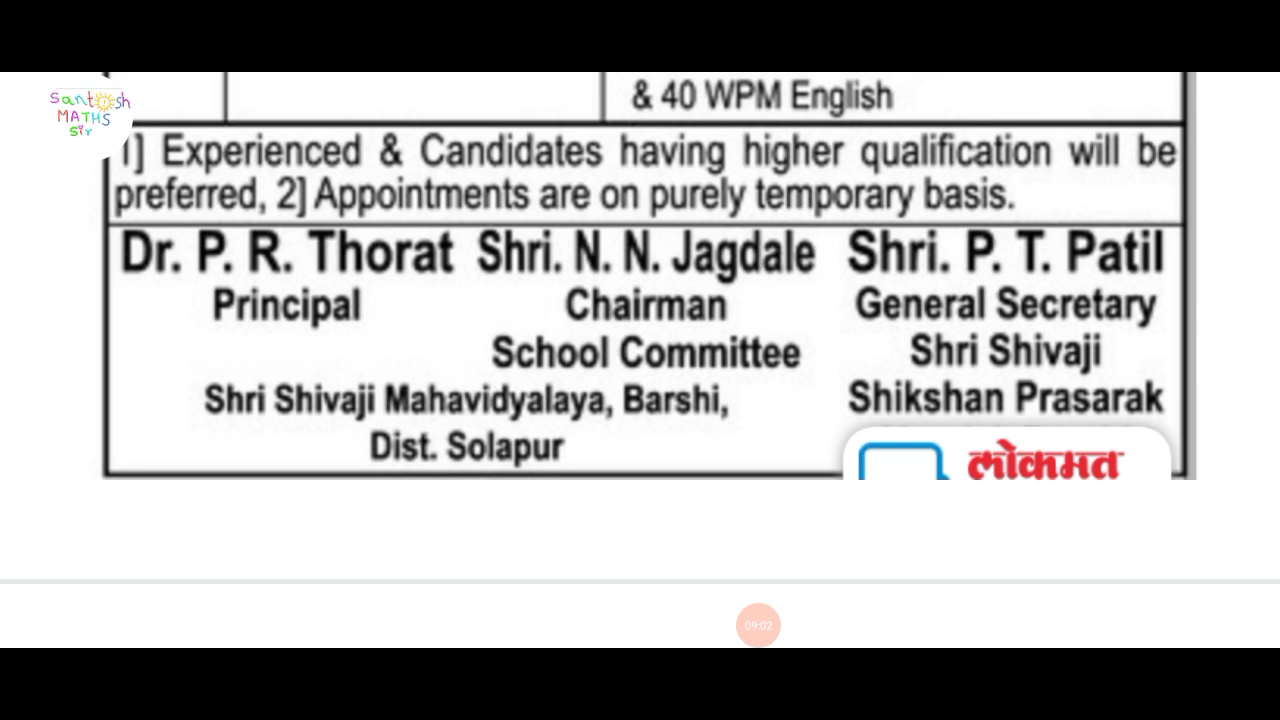 Santosh
MATHS
Sir
& 40 WPM English
1] Experienced & Candidates having higher qualification will be
preferred, 2] Appointments are on purely temporary basis.
Dr. P. R. Thorat Shri. N. N. Jagdale Shri. P. T. Patil
Principal Chairman General Secretary
School Committee Shri Shivaji
Shri Shivaji Mahavidyalaya, Barshi, Shikshan Prasarak
Dist. Solapur
लोकमत
09:02